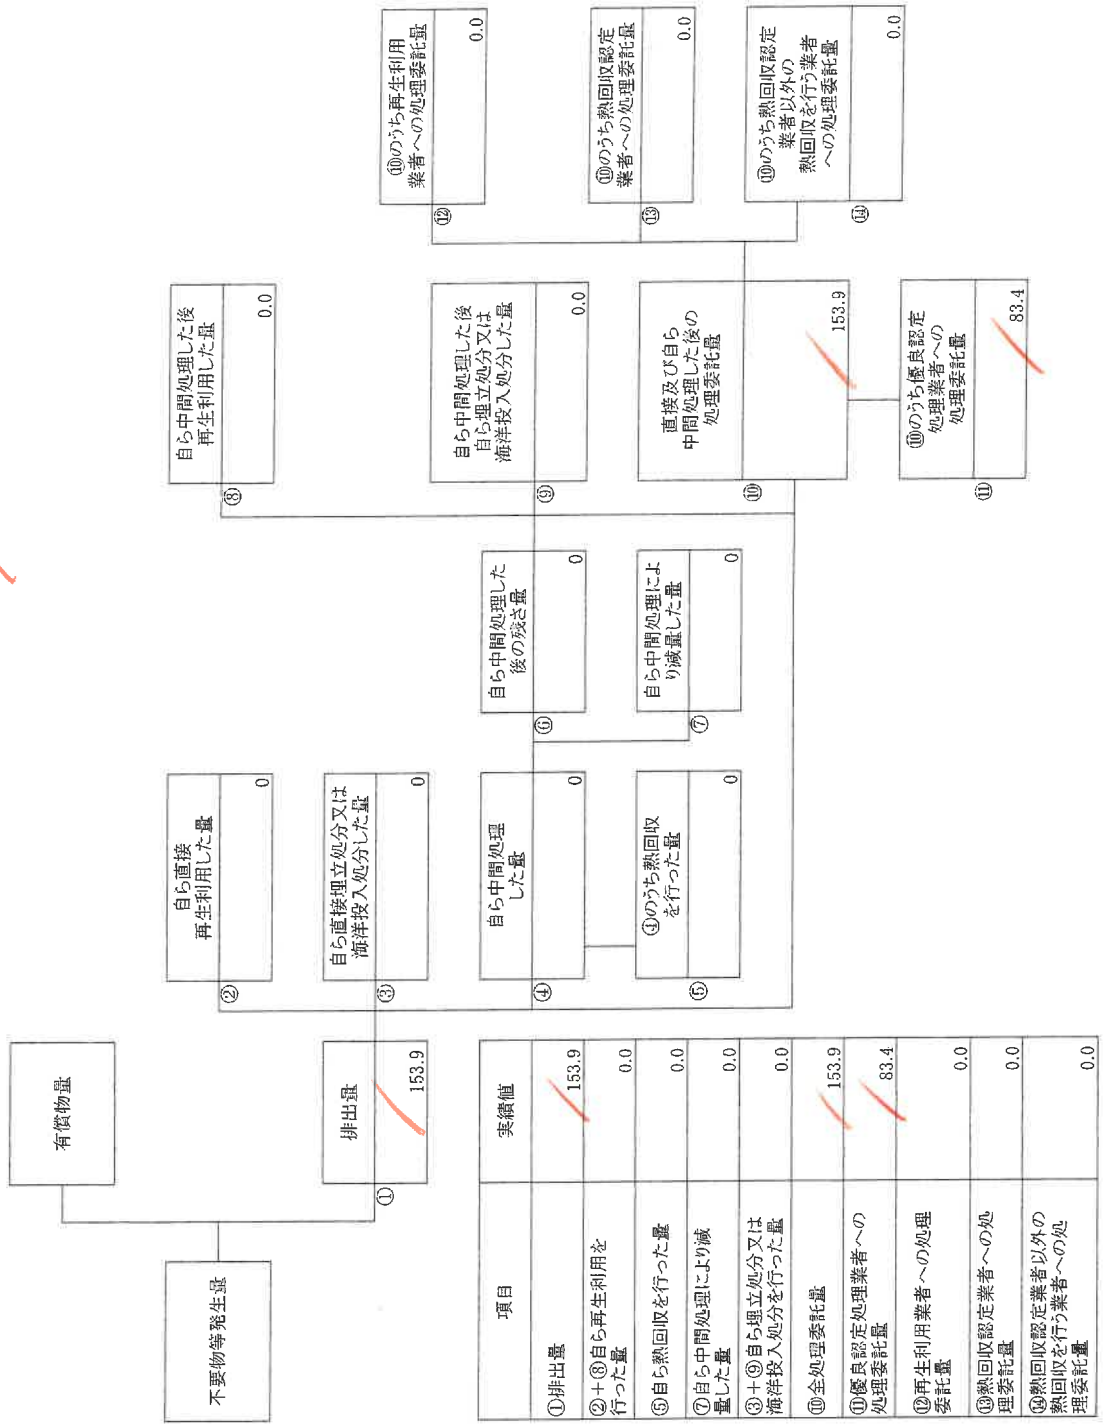 不要物等発生量
有償物量
①
排出量
153.9
②
自ら直接
再生利用した量
0
③
自ら直接埋立処分又は
海洋投入処分した量
0
④
自ら中間処理
した量
0
⑤
④のうち熱回収
を行った量
0
⑥
自ら中間処理した
後の残さ量
0
⑦
自ら中間処理によ
り減量した量
0
⑧
自ら中間処理した後
再生利用した量
0.0
⑨
自ら中間処理した後
自ら埋立処分又は
海洋投入処分した量
0.0
⑩
直接及び自ら
中間処理した後の
処理委託量
153.9
⑪
⑩のうち優良認定
処理業者への
処理委託量
83.4
⑫
⑩のうち再生利用
業者への処理委託量
0.0
⑬
⑩のうち熱回収認定
業者への処理委託量
0.0
⑭
⑩のうち熱回収認定
業者以外の
熱回収を行う業者
への処理委託量
0.0
項目 実績値
①排出量 153.9
②+⑧自ら再生利用を
行った量 0.0
⑤自ら熱回収を行った量 0.0
⑦自ら中間処理により減
量した量 0.0
③+⑨自ら埋立処分又は
海洋投入処分を行った量 0.0
⑩全処理委託量 153.9
⑪優良認定処理業者への
処理委託量 83.4
⑫再生利用業者への処理
委託量 0.0
⑬熱回収認定業者への処
理委託量 0.0
⑭熱回収認定業者以外の
熱回収を行う業者への処
理委託量 0.0